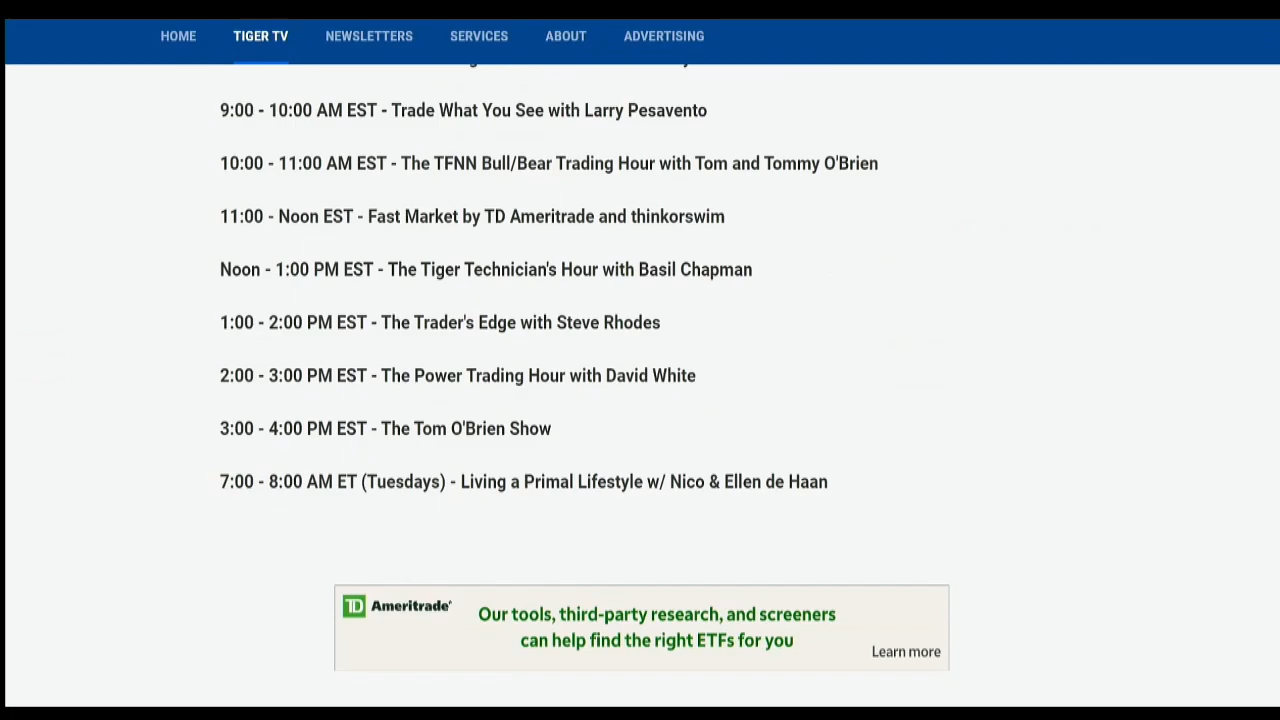 HOME TIGER TV NEWSLETTERS SERVICES ABOUT ADVERTISING
9:00 - 10:00 AM EST - Trade What You See with Larry Pesavento
10:00 - 11:00 AM EST - The TFNN Bull/Bear Trading Hour with Tom and Tommy O'Brien
11:00 - Noon EST - Fast Market by TD Ameritrade and thinkorswim
Noon - 1:00 PM EST - The Tiger Technician's Hour with Basil Chapman
1:00 - 2:00 PM EST - The Trader's Edge with Steve Rhodes
2:00 - 3:00 PM EST - The Power Trading Hour with David White
3:00 - 4:00 PM EST - The Tom O'Brien Show
7:00 - 8:00 AM ET (Tuesdays) - Living a Primal Lifestyle w/ Nico & Ellen de Haan
TD Ameritrade
Our tools, third-party research, and screeners
can help find the right ETFs for you
Learn more